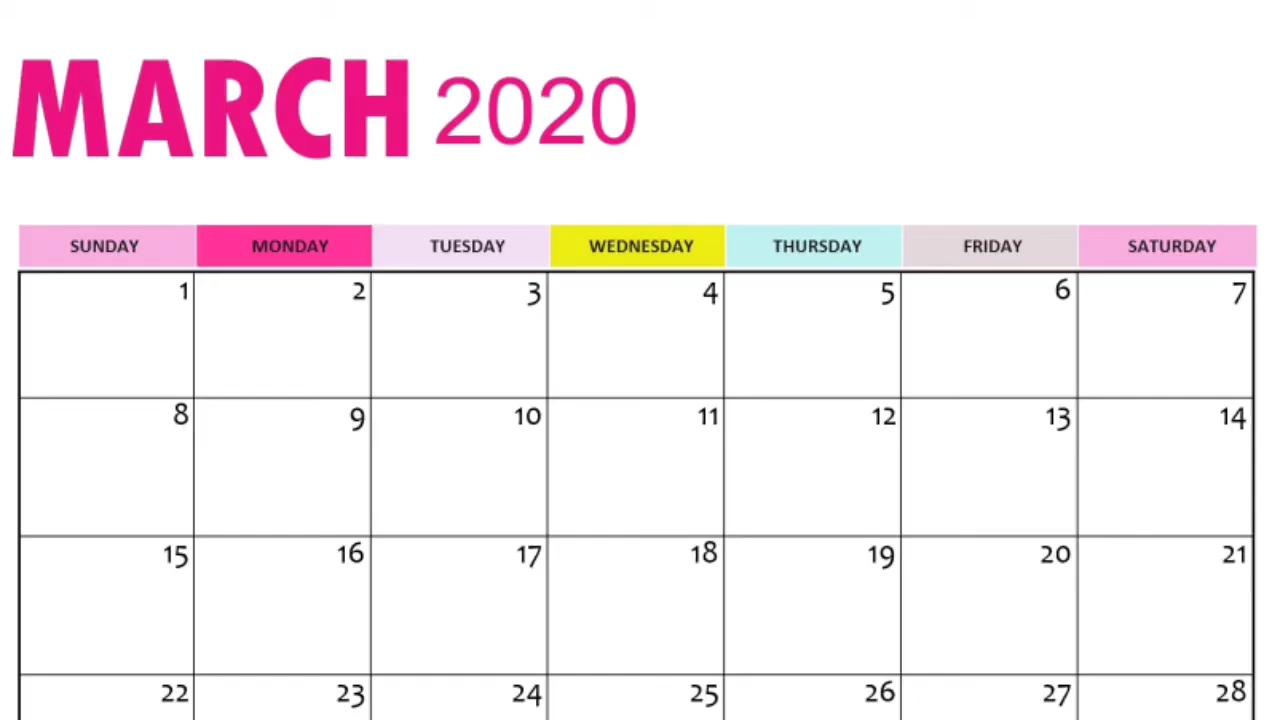 MARCH 2020
SUNDAY MONDAY TUESDAY WEDNESDAY THURSDAY FRIDAY SATURDAY
1 2 3 4 5 6 7
8 9 10 11 12 13 14
15 16 17 18 19 20 21
22 23 24 25 26 27 28